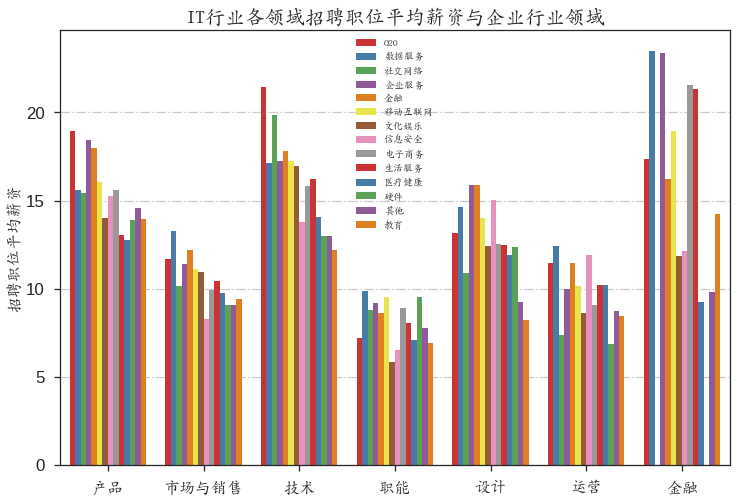 IT行业各领域招聘职位平均薪资与企业行业领域
招聘职位平均薪资
20
15
10
5
0
O2O
数据服务
社交网络
企业服务
金融
移动互联网
文化娱乐
信息安全
电子商务
生活服务
医疗健康
硬件
其他
教育
产品 市场与销售 技术 职能 设计 运营 金融